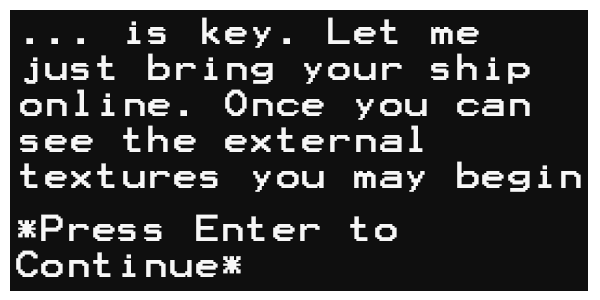 ... is key. Let me
just bring your ship
online. Once you can
see the external
textures you may begin
*Press Enter to
Continue*